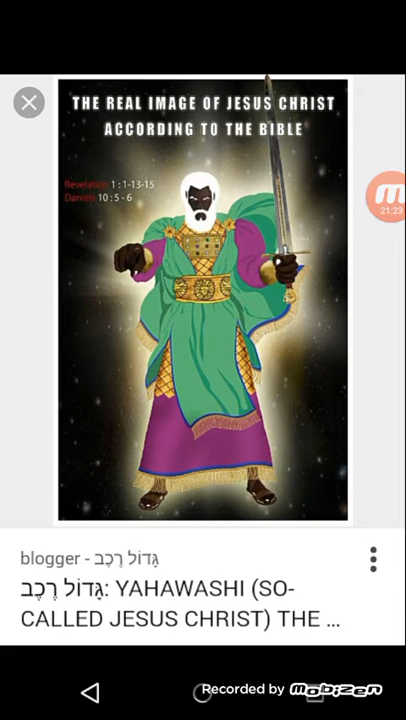 THE REAL IMAGE OF JESUS CHRIST
ACCORDING TO THE BIBLE
Revelation 1 : 1-13-15
Daniels 10 : 5 - 6
21:23
blogger - גָּדוֹל רֶכֶב
גָּדוֹל רֶכֶב: YAHAWASHI (SO-
CALLED JESUS CHRIST) THE ...
Recorded by mobizen